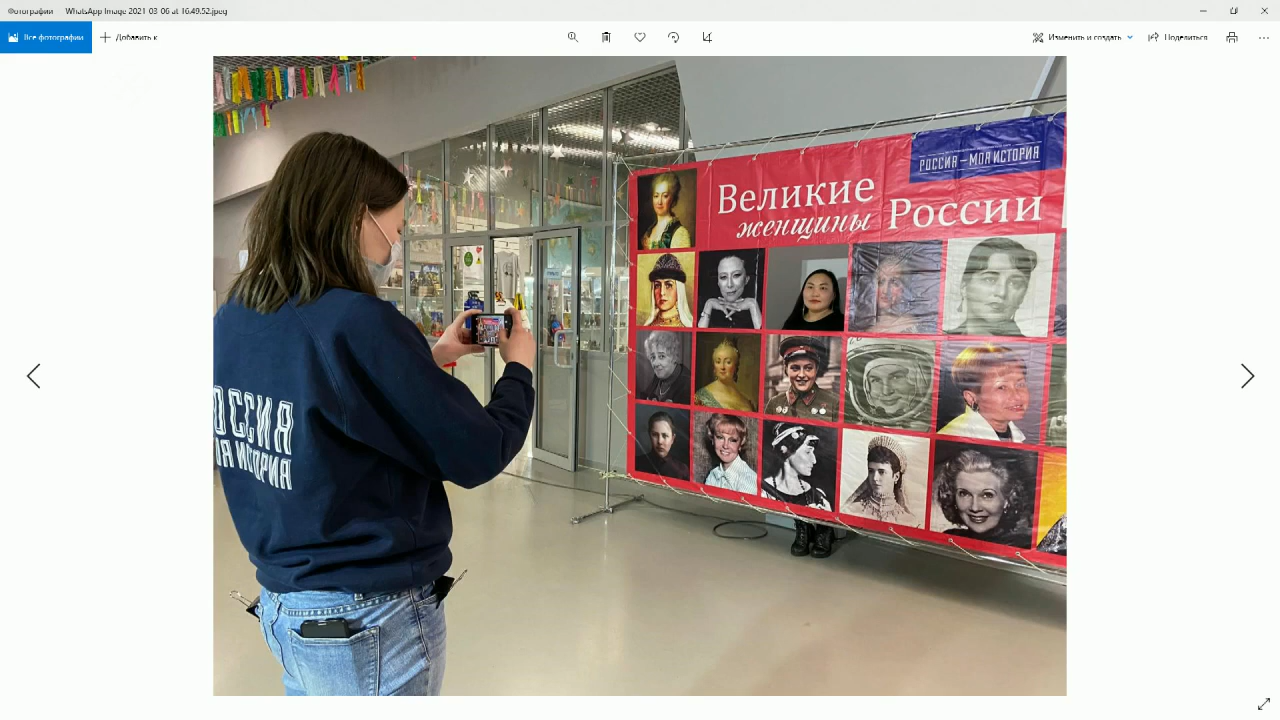 Фотографии WhatsApp Image 2021-03-06 at 16.49.52.jpeg
Все фотографии
Добавить к
Изменить и создать
Поделиться
РОССИЯ – МОЯ ИСТОРИЯ
Великие
женщины России
ОССИЯ
ИСТОРИЯ